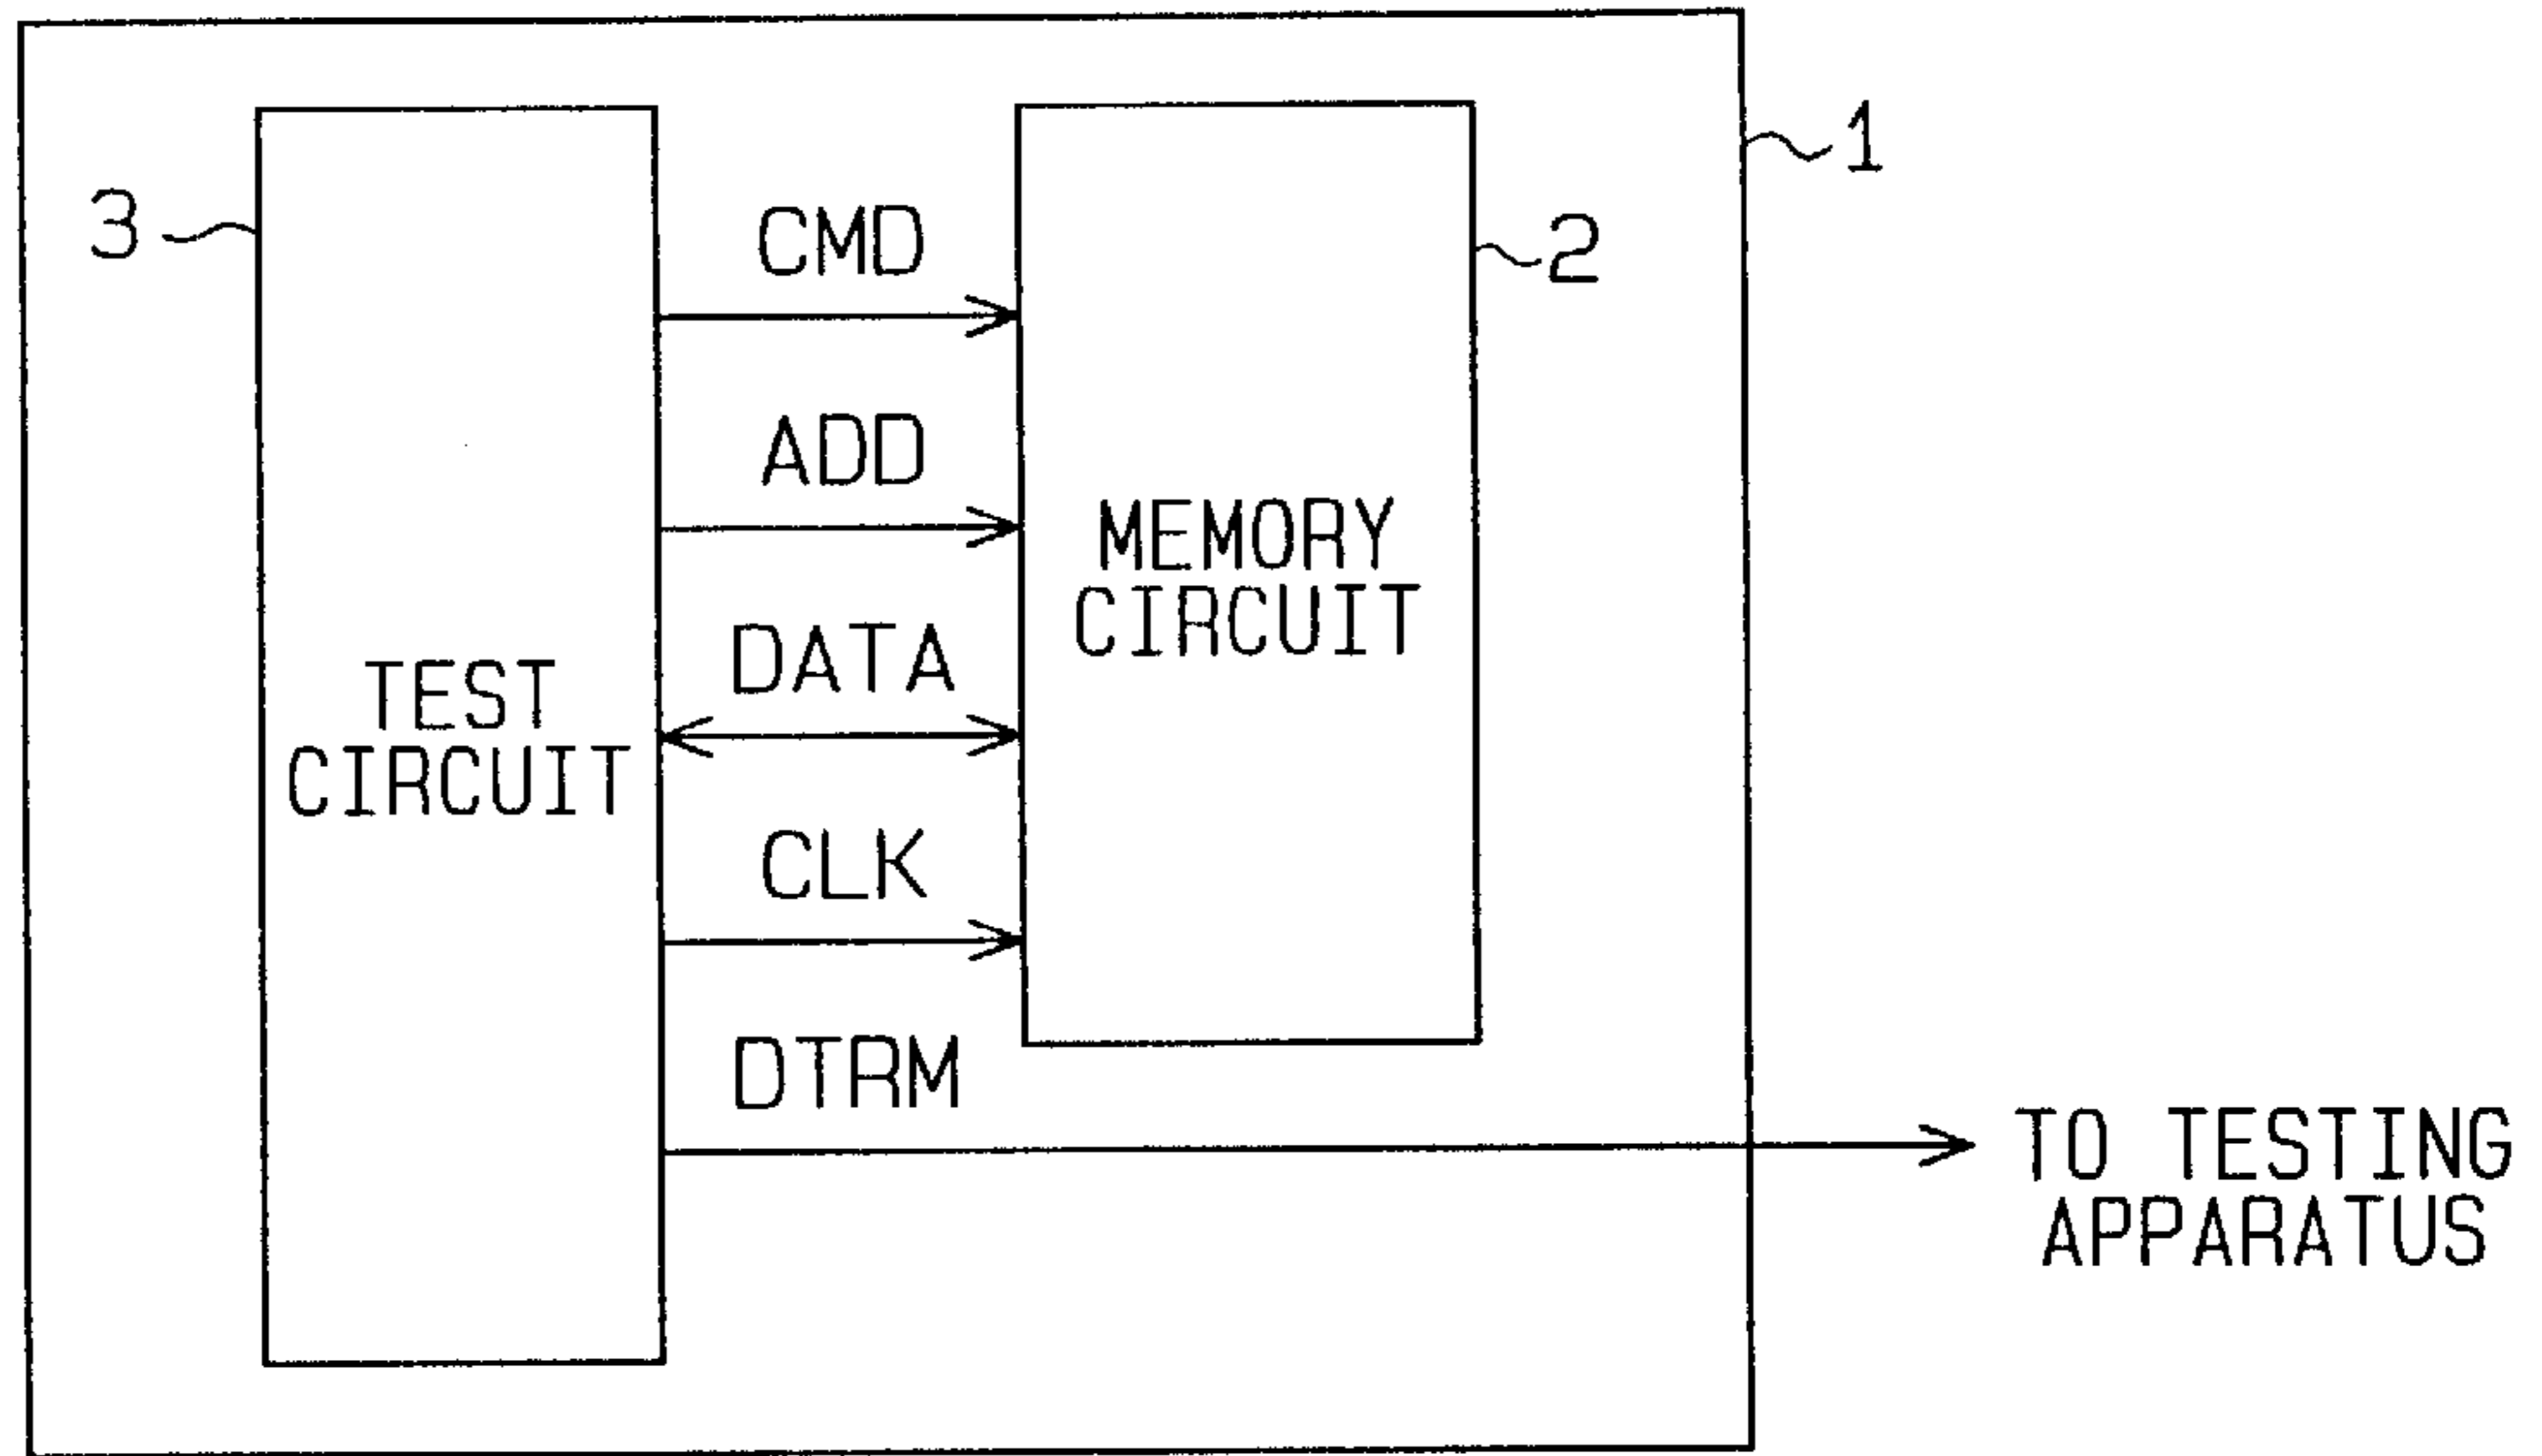 1
3
2
CMD
ADD
MEMORY
CIRCUIT
DATA
TEST
CIRCUIT
CLK
DTRM
TO TESTING
APPARATUS